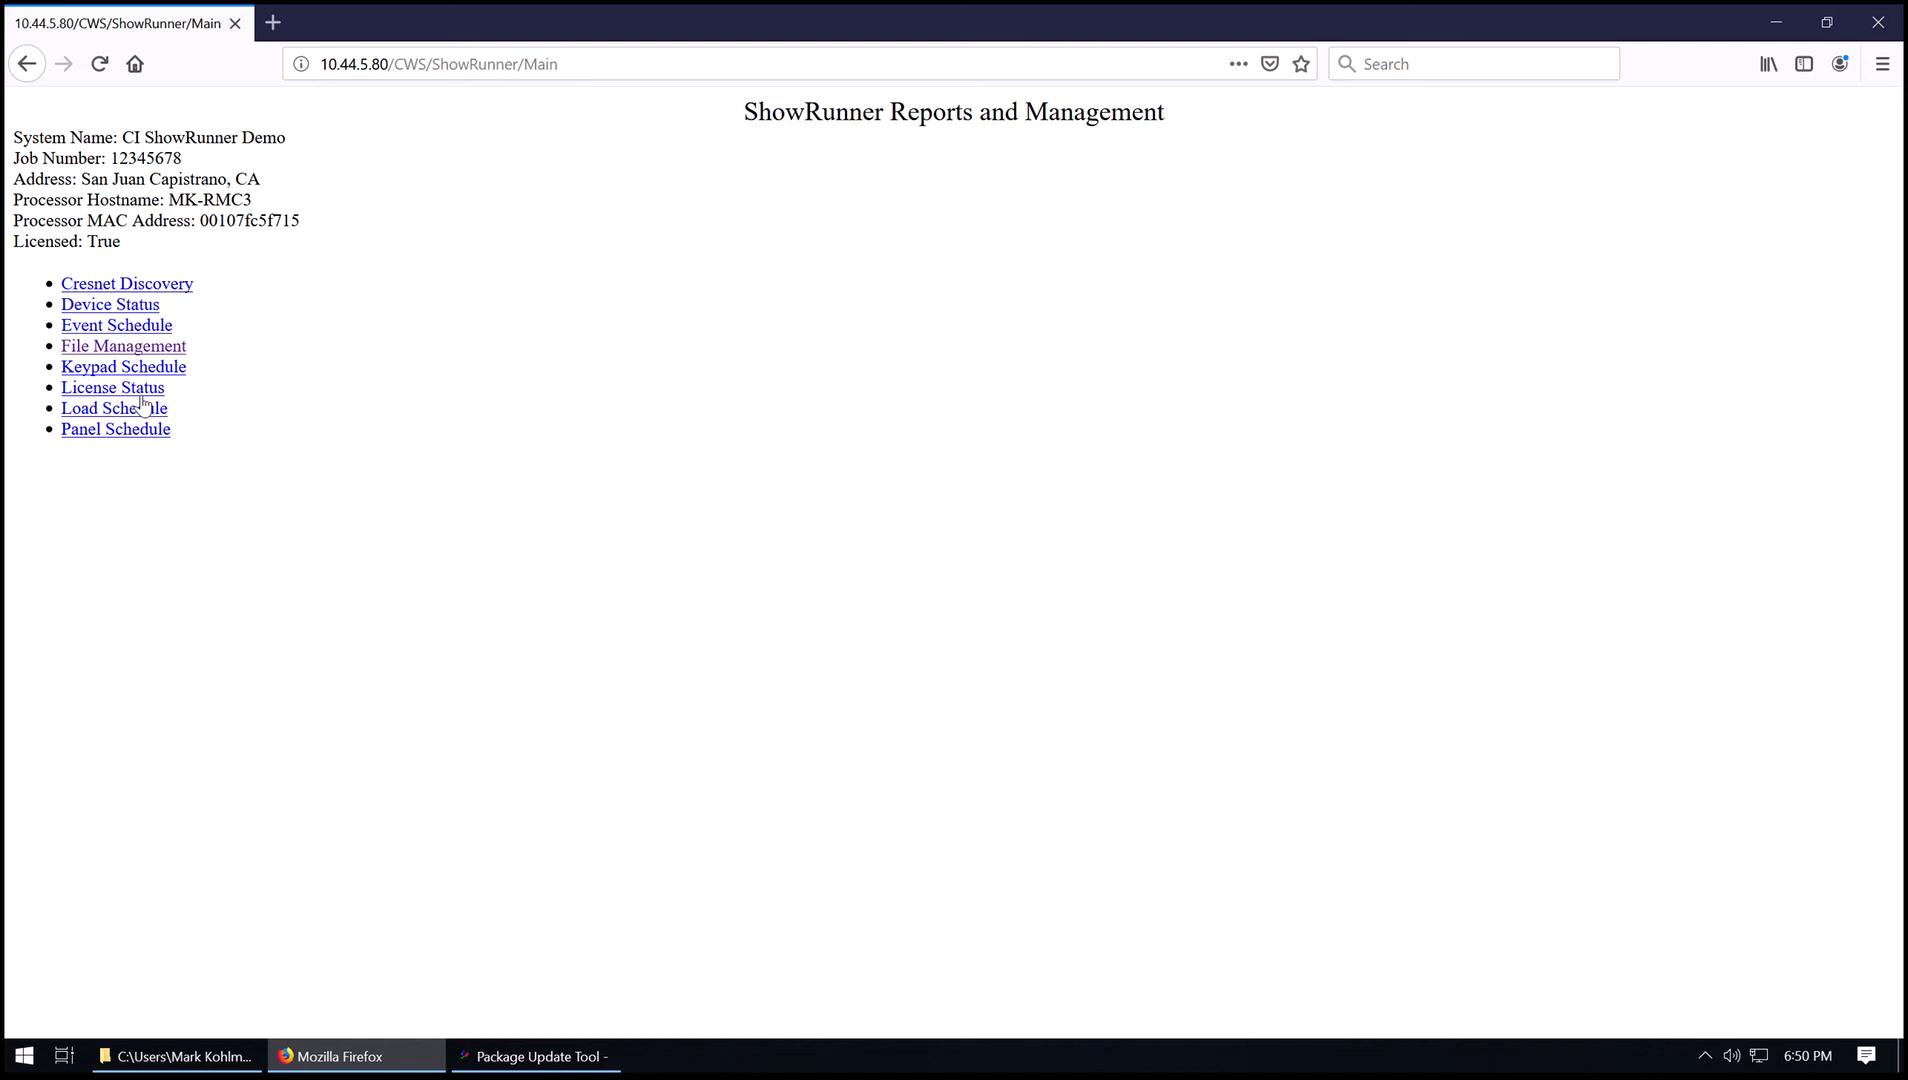 10.44.5.80/CWS/ShowRunner/Main
10.44.5.80/CWS/ShowRunner/Main
Search
ShowRunner Reports and Management
System Name: CI ShowRunner Demo
Job Number: 12345678
Address: San Juan Capistrano, CA
Processor Hostname: MK-RMC3
Processor MAC Address: 00107fc5f715
Licensed: True
Cresnet Discovery
Device Status
Event Schedule
File Management
Keypad Schedule
License Status
Load Schedule
Panel Schedule
C:\Users\Mark Kohlm...
Mozilla Firefox
Package Update Tool -
6:50 PM